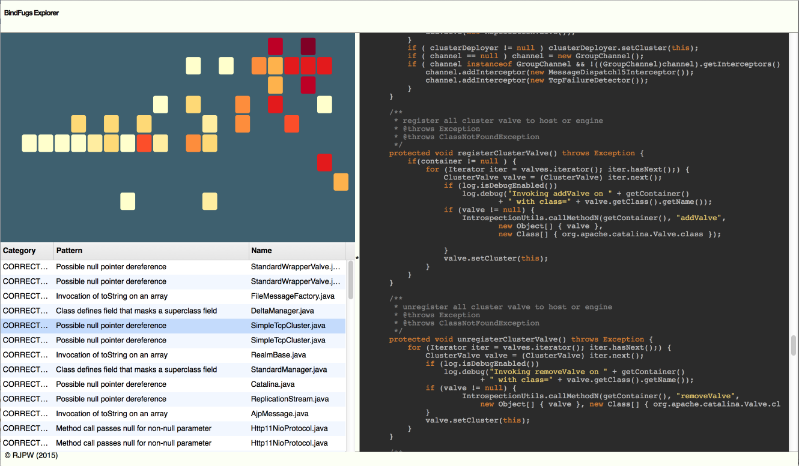 BindFugs Explorer
}
if ( clusterDeployer != null ) clusterDeployer.setCluster(this);
if ( channel == null ) channel = new GroupChannel();
if ( channel instanceof GroupChannel && !((GroupChannel)channel).getInterceptors()
channel.addInterceptor(new MessageDispatch15Interceptor());
channel.addInterceptor(new TcpFailureDetector());
}
}
/**
* register all cluster valve to host or engine
* @throws Exception
* @throws ClassNotFoundException
*/
protected void registerClusterValve() throws Exception {
if(container != null ) {
for (Iterator iter = valves.iterator(); iter.hasNext();) {
ClusterValve valve = (ClusterValve) iter.next();
if (log.isDebugEnabled())
log.debug("Invoking addValve on " + getContainer()
+ " with class=" + valve.getClass().getName());
if (valve != null) {
IntrospectionUtils.callMethodN(getContainer(), "addValve",
new Object[] { valve },
new Class[] { org.apache.catalina.Valve.class });
}
valve.setCluster(this);
}
}
}
/**
* unregister all cluster valve to host or engine
* @throws Exception
* @throws ClassNotFoundException
*/
protected void unregisterClusterValve() throws Exception {
for (Iterator iter = valves.iterator(); iter.hasNext();) {
ClusterValve valve = (ClusterValve) iter.next();
if (log.isDebugEnabled())
log.debug("Invoking removeValve on " + getContainer()
+ " with class=" + valve.getClass().getName());
if (valve != null) {
IntrospectionUtils.callMethodN(getContainer(), "removeValve",
new Object[] { valve }, new Class[] { org.apache.catalina.Valve.cl
}
valve.setCluster(this);
}
}
Category Pattern Name
CORRECT... Possible null pointer dereference StandardWrapperValve.j...
CORRECT... Possible null pointer dereference StandardWrapperValve.j...
CORRECT... Invocation of toString on an array FileMessageFactory.java
CORRECT... Class defines field that masks a superclass field DeltaManager.java
CORRECT... Possible null pointer dereference SimpleTcpCluster.java
CORRECT... Possible null pointer dereference SimpleTcpCluster.java
CORRECT... Invocation of toString on an array RealmBase.java
CORRECT... Class defines field that masks a superclass field StandardManager.java
CORRECT... Possible null pointer dereference Catalina.java
CORRECT... Possible null pointer dereference ReplicationStream.java
CORRECT... Invocation of toString on an array AjpMessage.java
CORRECT... Method call passes null for non-null parameter Http11NioProtocol.java
CORRECT... Method call passes null for non-null parameter Http11Protocol.java
© RJPW (2015)